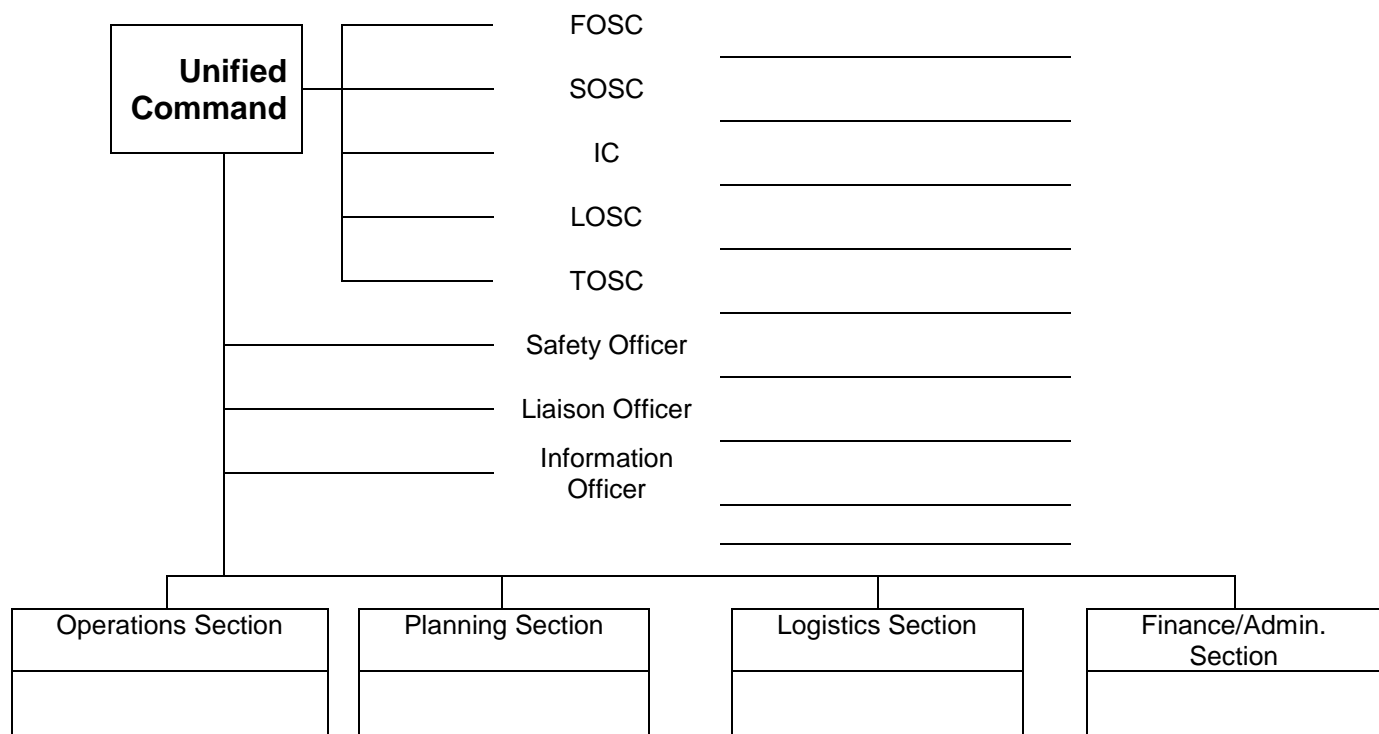 FOSC
Unified
Command
SOSC
IC
LOSC
TOSC
Safety Officer
Liaison Officer
Information
Officer
Operations Section
Planning Section
Logistics Section
Finance/Admin.
Section